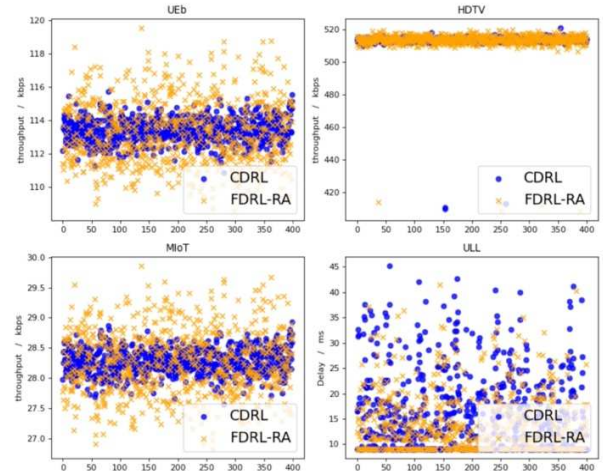 UEb
120
118
116
114
112
110
throughput / kbps
CDRL
FDRL-RA
0 50 100 150 200 250 300 350 400
HDTV
520
500
480
460
440
420
throughput / kbps
CDRL
FDRL-RA
0 50 100 150 200 250 300 350 400
MIoT
30.0
29.5
29.0
28.5
28.0
27.5
27.0
throughput / kbps
CDRL
FDRL-RA
0 50 100 150 200 250 300 350 400
ULL
45
40
35
30
25
20
15
10
Delay / ms
CDRL
FDRL-RA
0 50 100 150 200 250 300 350 400